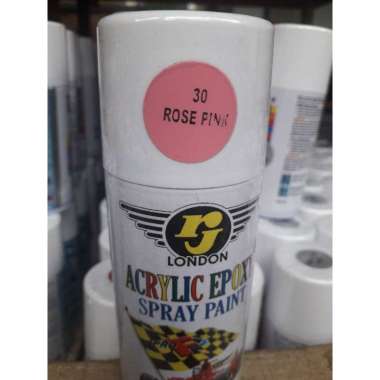 30
ROSE PINK
rj
LONDON
ACRYLIC EPOXY
SPRAY PAINT